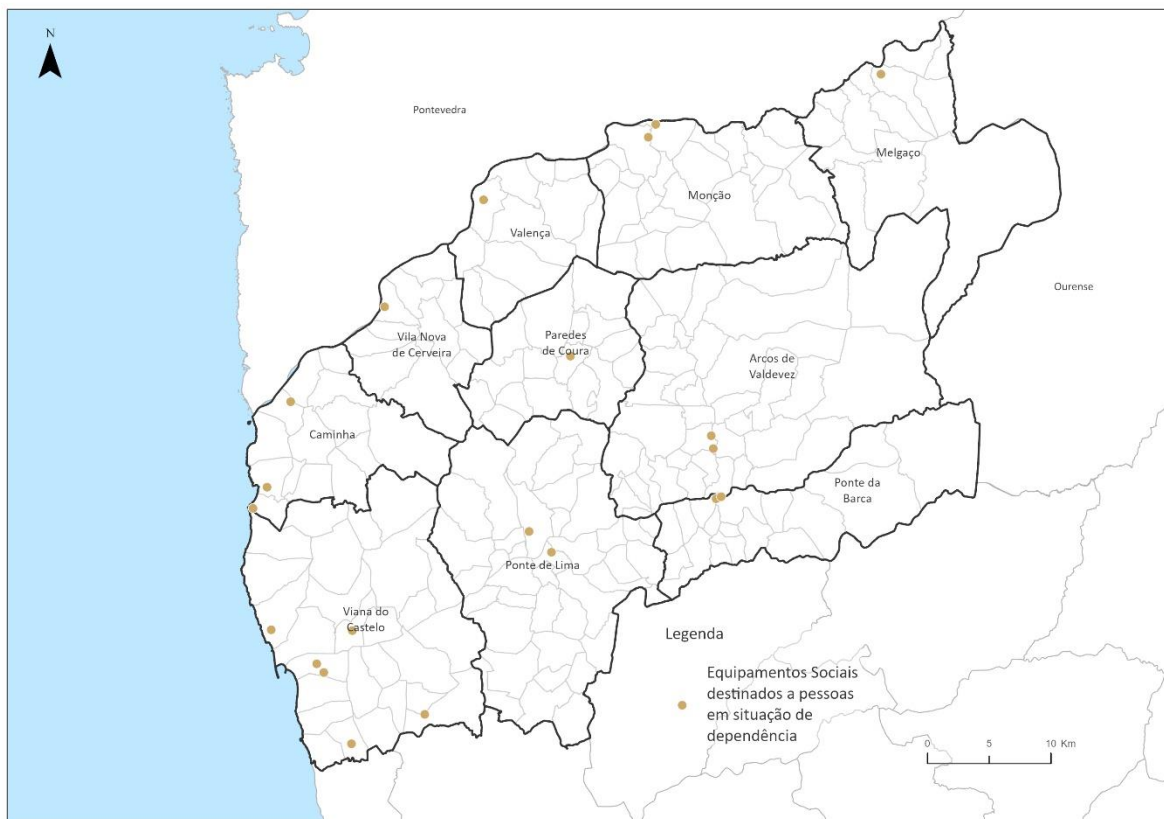 N
Pontevedra
Melgaço
Monção
Valença
Ourense
Vila Nova
de Cerveira
Paredes
de Coura
Arcos de
Valdevez
Caminha
Ponte da
Barca
Ponte de Lima
Viana do
Castelo
Legenda
Equipamentos Sociais
destinados a pessoas
em situação de
dependência
0 5 10 Km